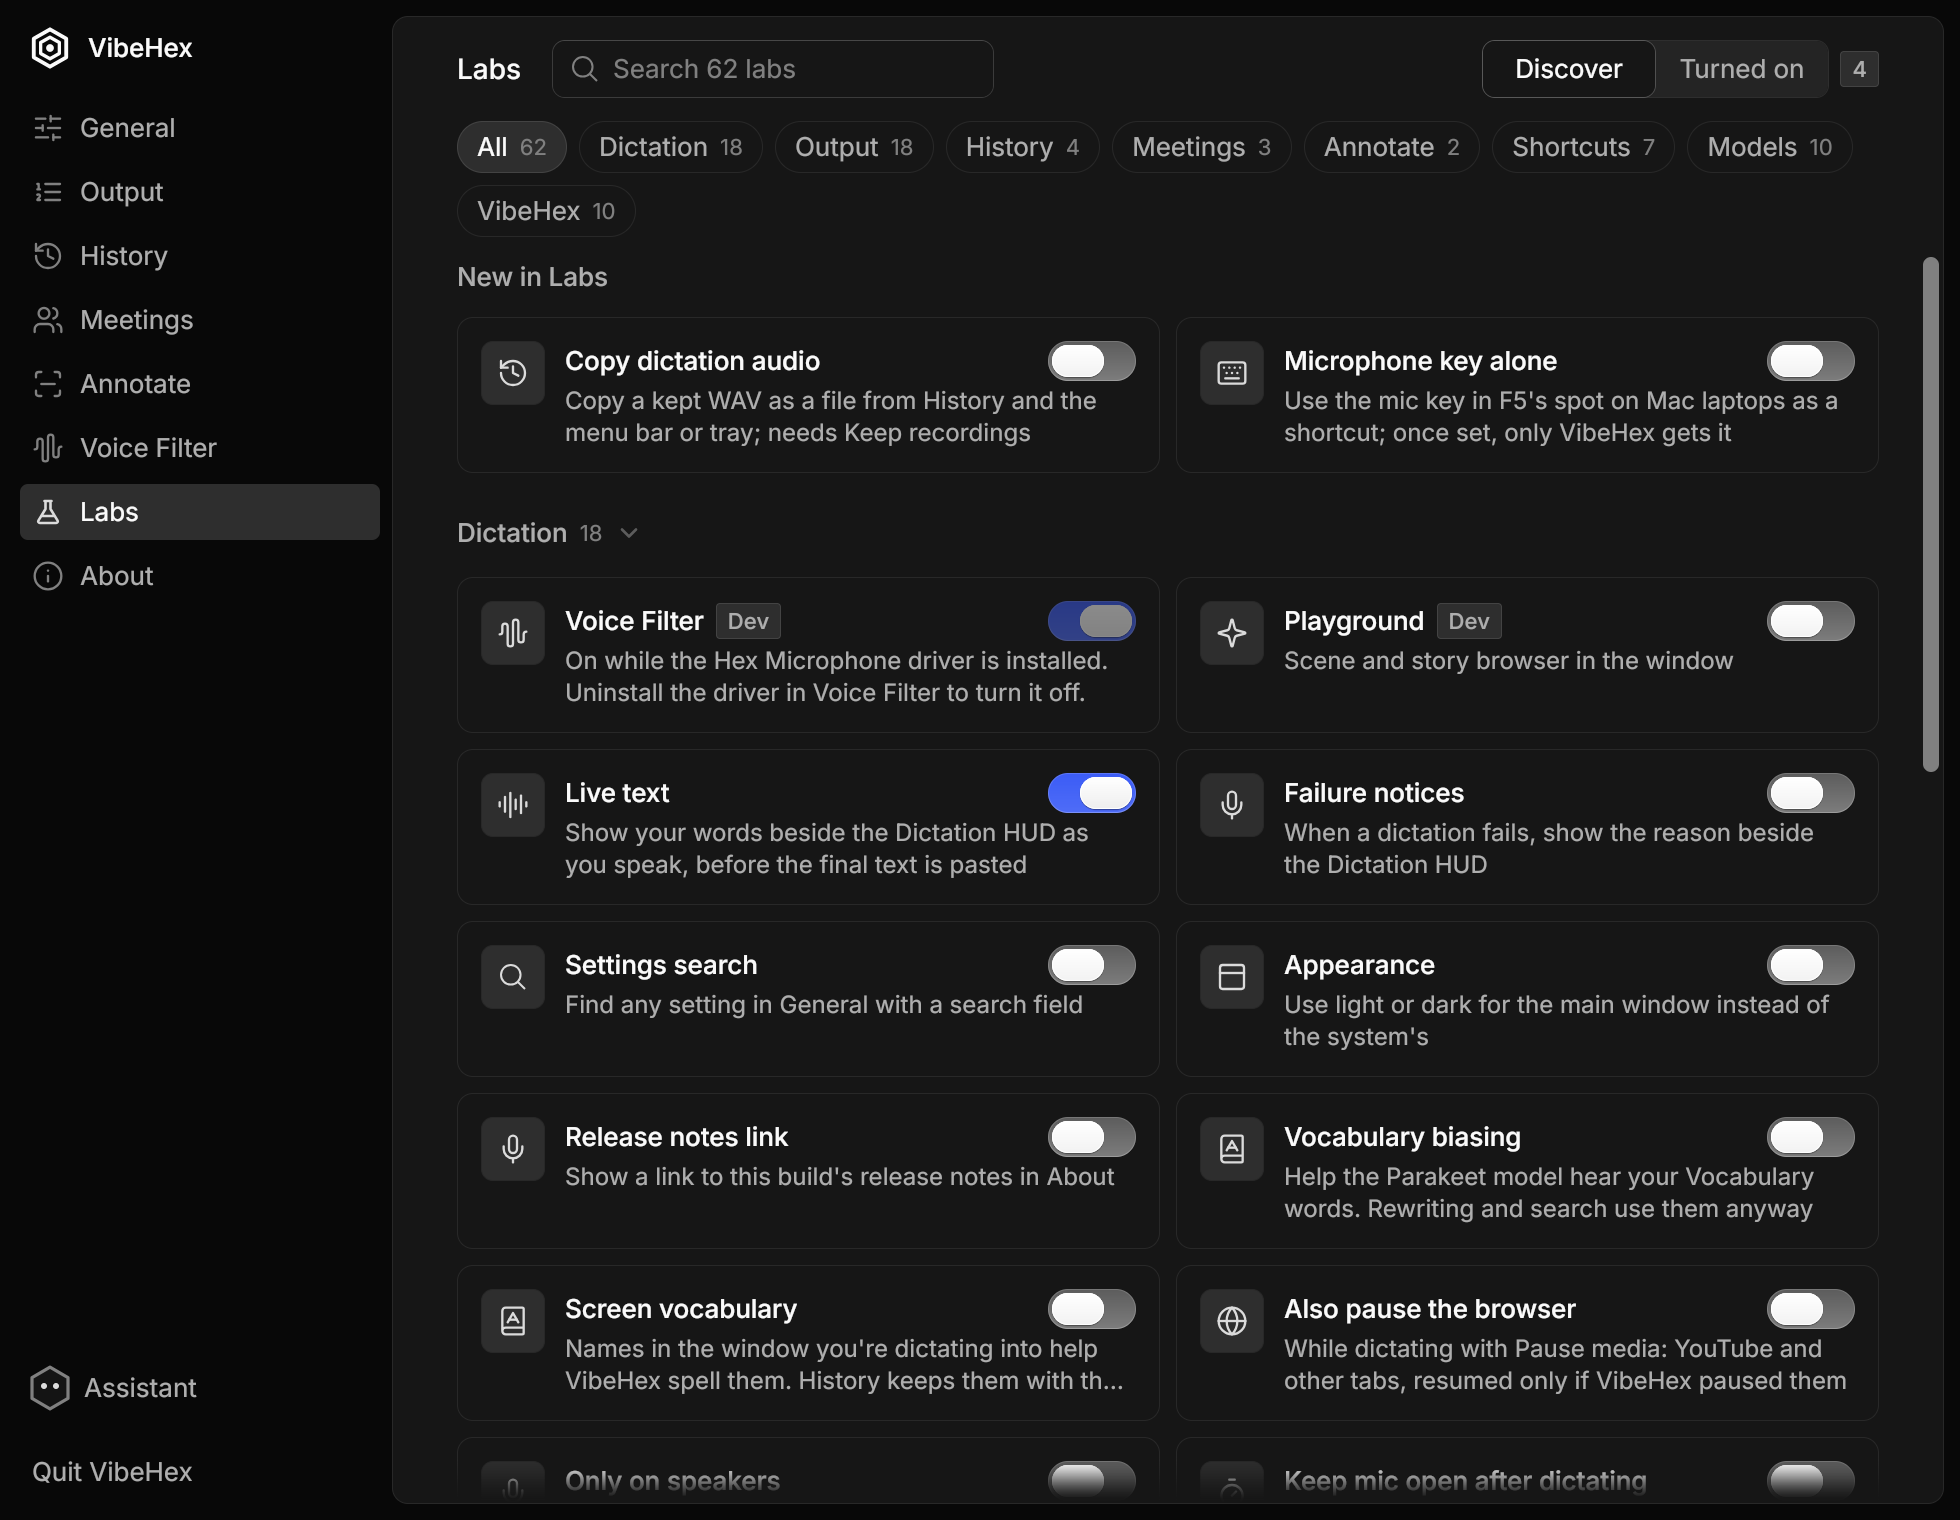 VibeHex
General
Output
History
Meetings
Annotate
Voice Filter
Labs
About
Assistant
Quit VibeHex
Labs
Search 62 labs
Discover
Turned on
4
All 62
Dictation 18
Output 18
History 4
Meetings 3
Annotate 2
Shortcuts 7
Models 10
VibeHex 10
New in Labs
Copy dictation audio
Copy a kept WAV as a file from History and the
menu bar or tray; needs Keep recordings
Microphone key alone
Use the mic key in F5's spot on Mac laptops as a
shortcut; once set, only VibeHex gets it
Dictation 18
Voice Filter Dev
On while the Hex Microphone driver is installed.
Uninstall the driver in Voice Filter to turn it off.
Playground Dev
Scene and story browser in the window
Live text
Show your words beside the Dictation HUD as
you speak, before the final text is pasted
Failure notices
When a dictation fails, show the reason beside
the Dictation HUD
Settings search
Find any setting in General with a search field
Appearance
Use light or dark for the main window instead of
the system's
Release notes link
Show a link to this build's release notes in About
Vocabulary biasing
Help the Parakeet model hear your Vocabulary
words. Rewriting and search use them anyway
Screen vocabulary
Names in the window you're dictating into help
VibeHex spell them. History keeps them with th...
Also pause the browser
While dictating with Pause media: YouTube and
other tabs, resumed only if VibeHex paused them
Only on speakers
Keep mic open after dictating